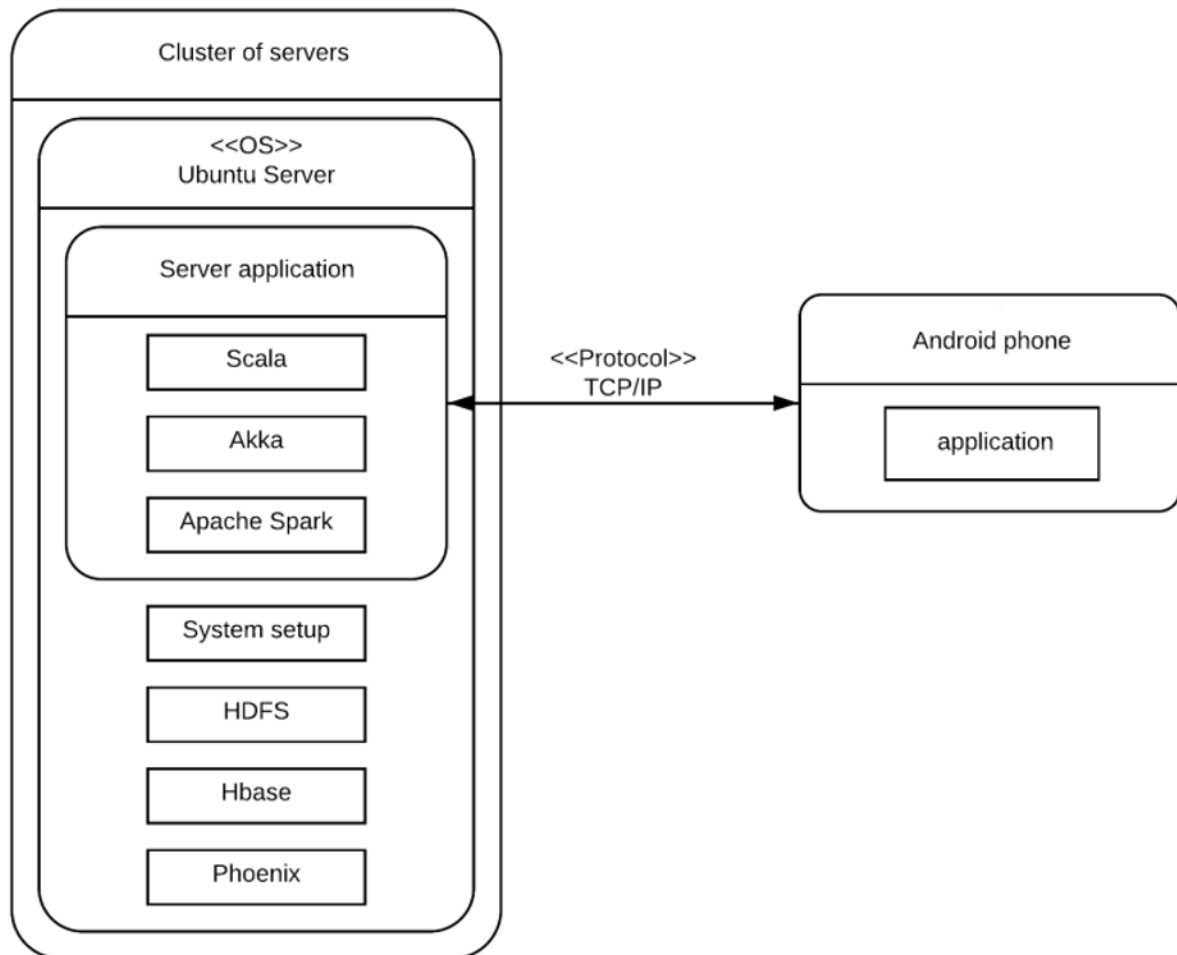 Cluster of servers
<<OS>>
Ubuntu Server
Server application
Scala
Akka
Apache Spark
System setup
HDFS
Hbase
Phoenix
<<Protocol>>
TCP/IP
Android phone
application